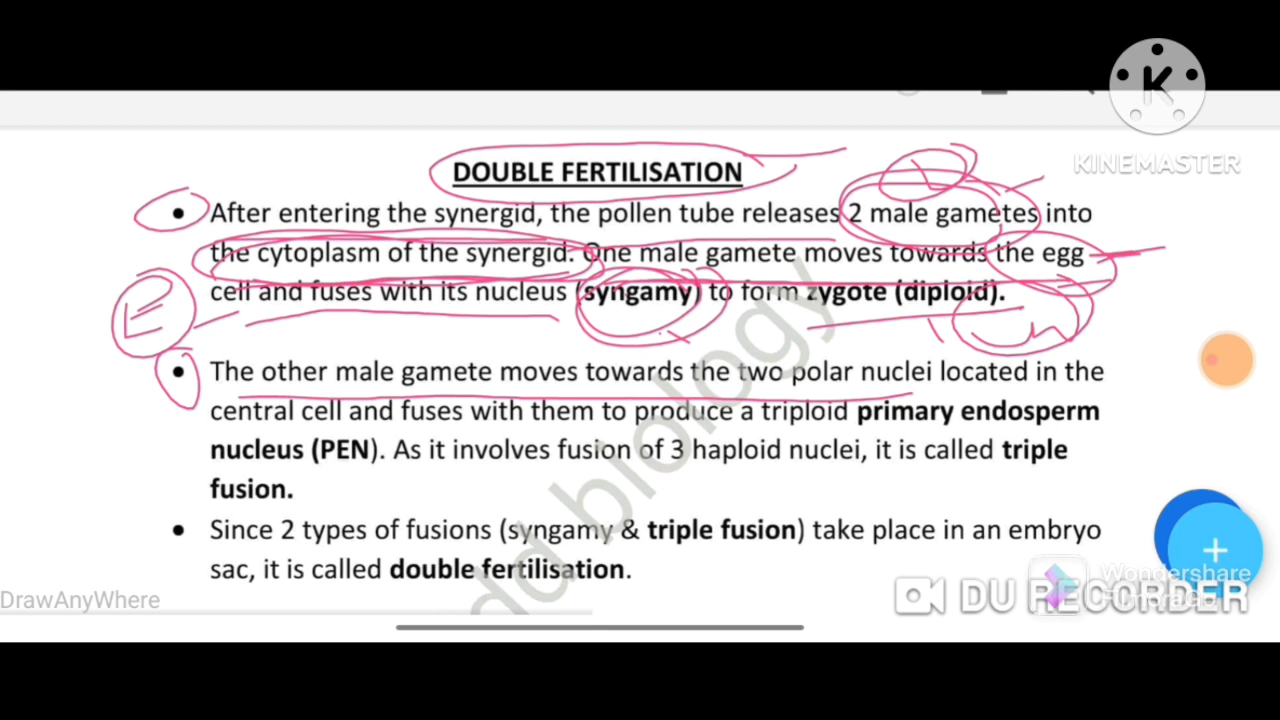 KINEMASTER
DOUBLE FERTILISATION
• After entering the synergid, the pollen tube releases 2 male gametes into
the cytoplasm of the synergid. One male gamete moves towards the egg
cell and fuses with its nucleus (syngamy) to form zygote (diploid).
• The other male gamete moves towards the two polar nuclei located in the
central cell and fuses with them to produce a triploid primary endosperm
nucleus (PEN). As it involves fusion of 3 haploid nuclei, it is called triple
fusion.
• Since 2 types of fusions (syngamy & triple fusion) take place in an embryo
sac, it is called double fertilisation.
biology
DrawAnyWhere
Wondershare
DU RECORDER